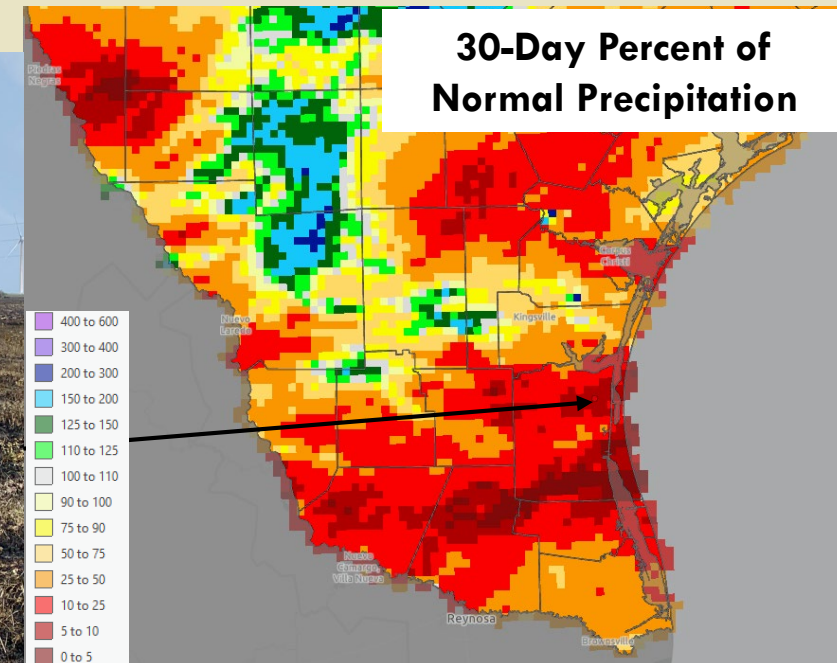 30-Day Percent of
Normal Precipitation
Piedras
Negras
Corpus
Christi
Kingsville
Nuevo
Laredo
400 to 600
300 to 400
200 to 300
150 to 200
125 to 150
110 to 125
100 to 110
90 to 100
75 to 90
50 to 75
25 to 50
10 to 25
5 to 10
0 to 5
Nuevo
Camargo,
Villa Nueva
Reynosa
Brownsville